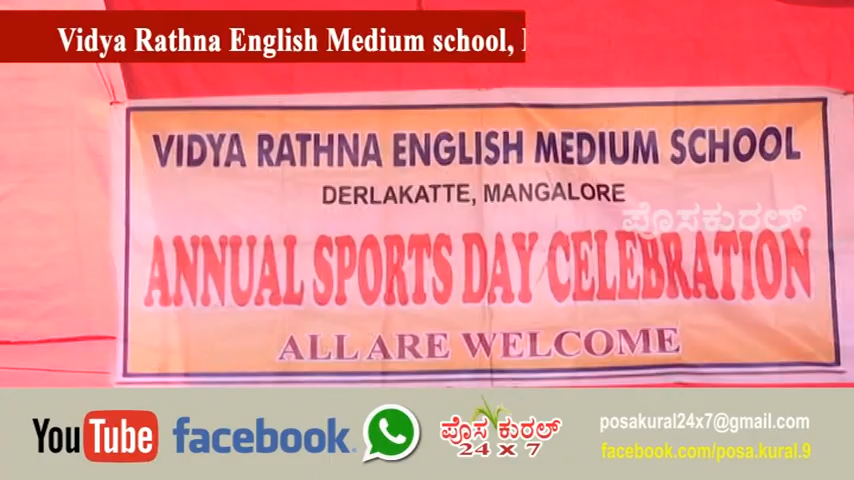 Vidya Rathna English Medium school,
VIDYA RATHNA ENGLISH MEDIUM SCHOOL
DERLAKATTE, MANGALORE
ಪೊಸಕುರಲ್
ANNUAL SPORTS DAY CELEBRATION
ALL ARE WELCOME
YouTube facebook ಪೊಸ ಕುರಲ್
24 x 7
posakural24x7@gmail.com
facebook.com/posa.kural.9